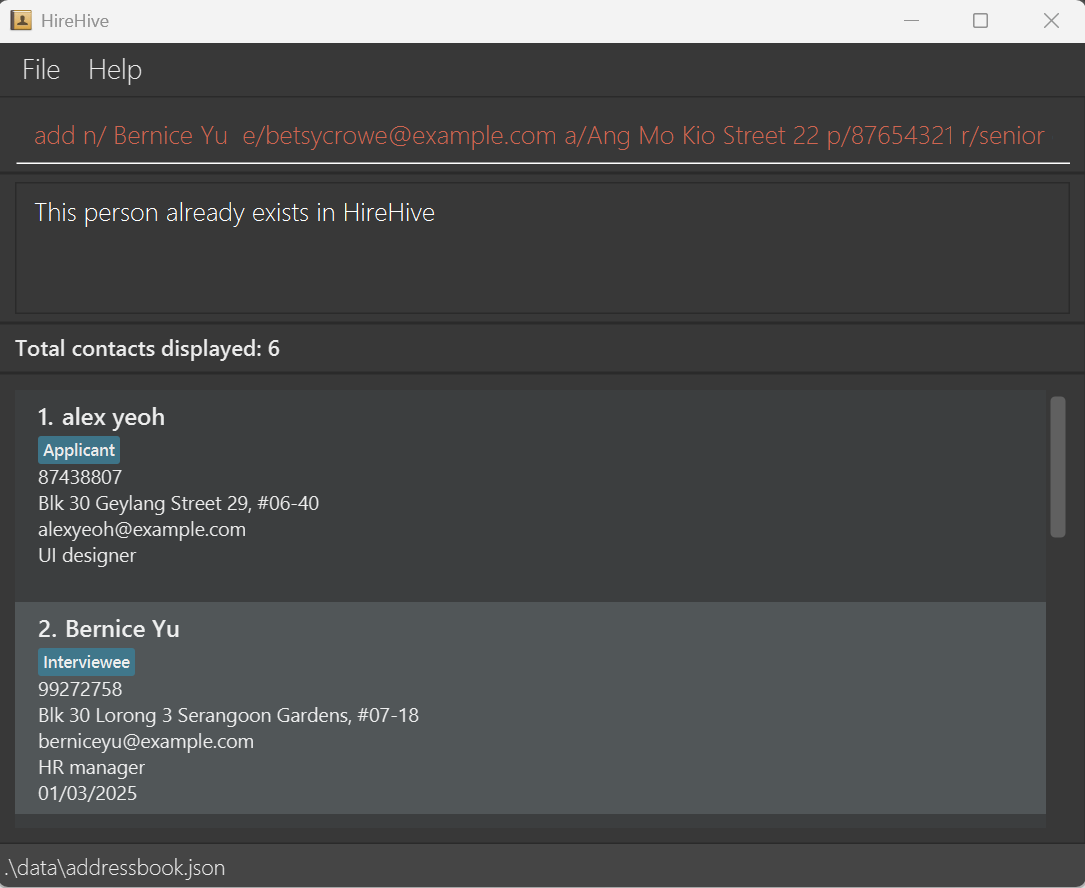 HireHive
File Help
add n/ Bernice Yu  e/betsycrowe@example.com a/Ang Mo Kio Street 22 p/87654321 r/senior
This person already exists in HireHive
Total contacts displayed: 6
1. alex yeoh
Applicant
87438807
Blk 30 Geylang Street 29, #06-40
alexyeoh@example.com
UI designer
2. Bernice Yu
Interviewee
99272758
Blk 30 Lorong 3 Serangoon Gardens, #07-18
berniceyu@example.com
HR manager
01/03/2025
.\data\addressbook.json